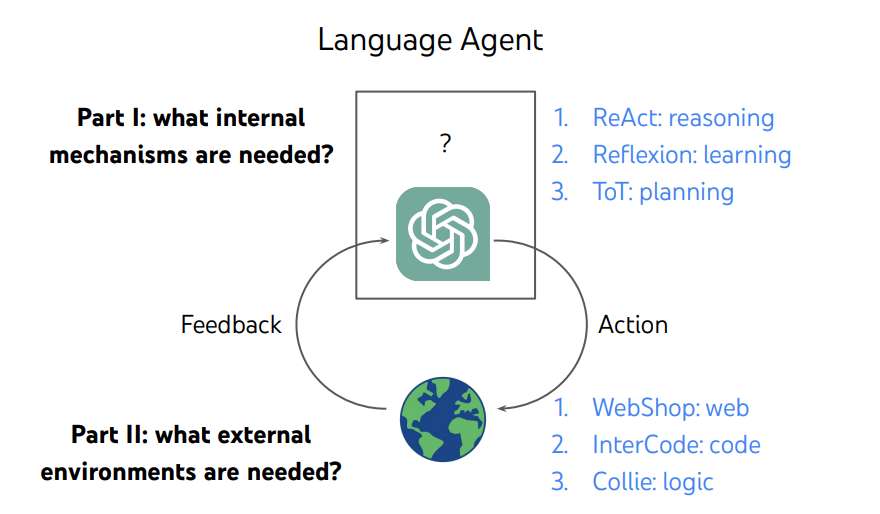 Language Agent
Part I: what internal
mechanisms are needed?
?
1. ReAct: reasoning
2. Reflexion: learning
3. ToT: planning
Feedback
Action
Part II: what external
environments are needed?
1. WebShop: web
2. InterCode: code
3. Collie: logic